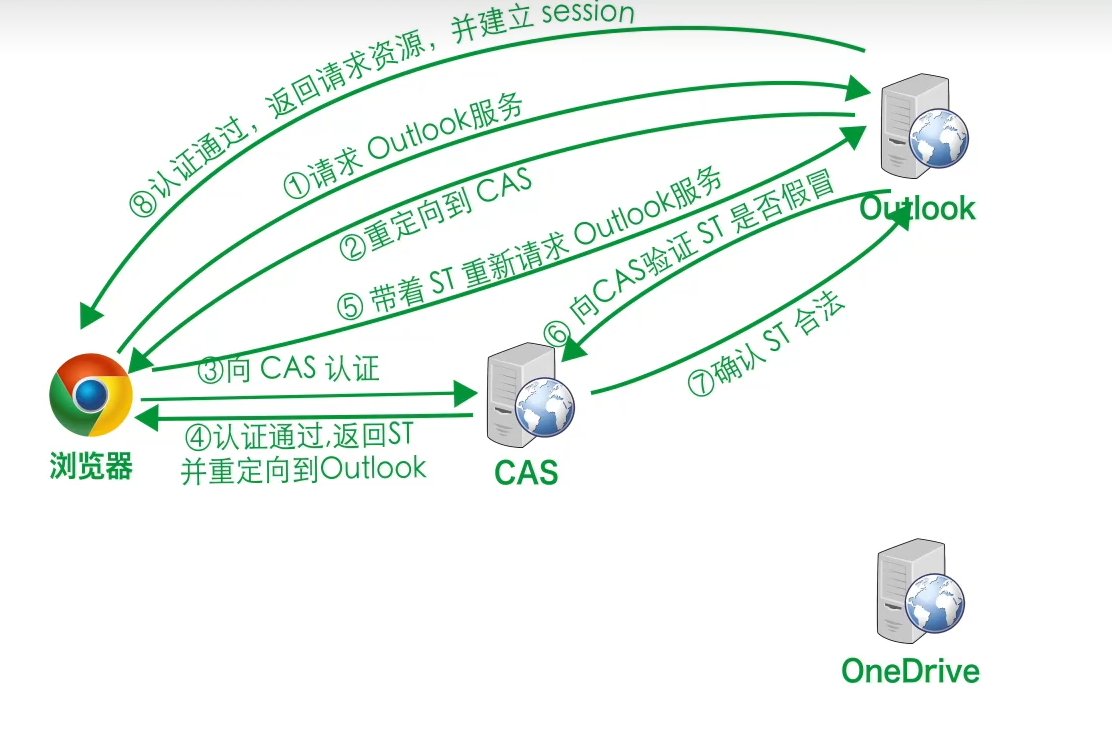 ⑧认证通过，返回请求资源，并建立 session
①请求 Outlook服务
②重定向到 CAS
⑤ 带着 ST 重新请求 Outlook服务
⑥ 向CAS验证 ST 是否假冒
Outlook
③向 CAS 认证
⑦确认 ST 合法
④认证通过,返回ST
并重定向到Outlook
浏览器
CAS
OneDrive